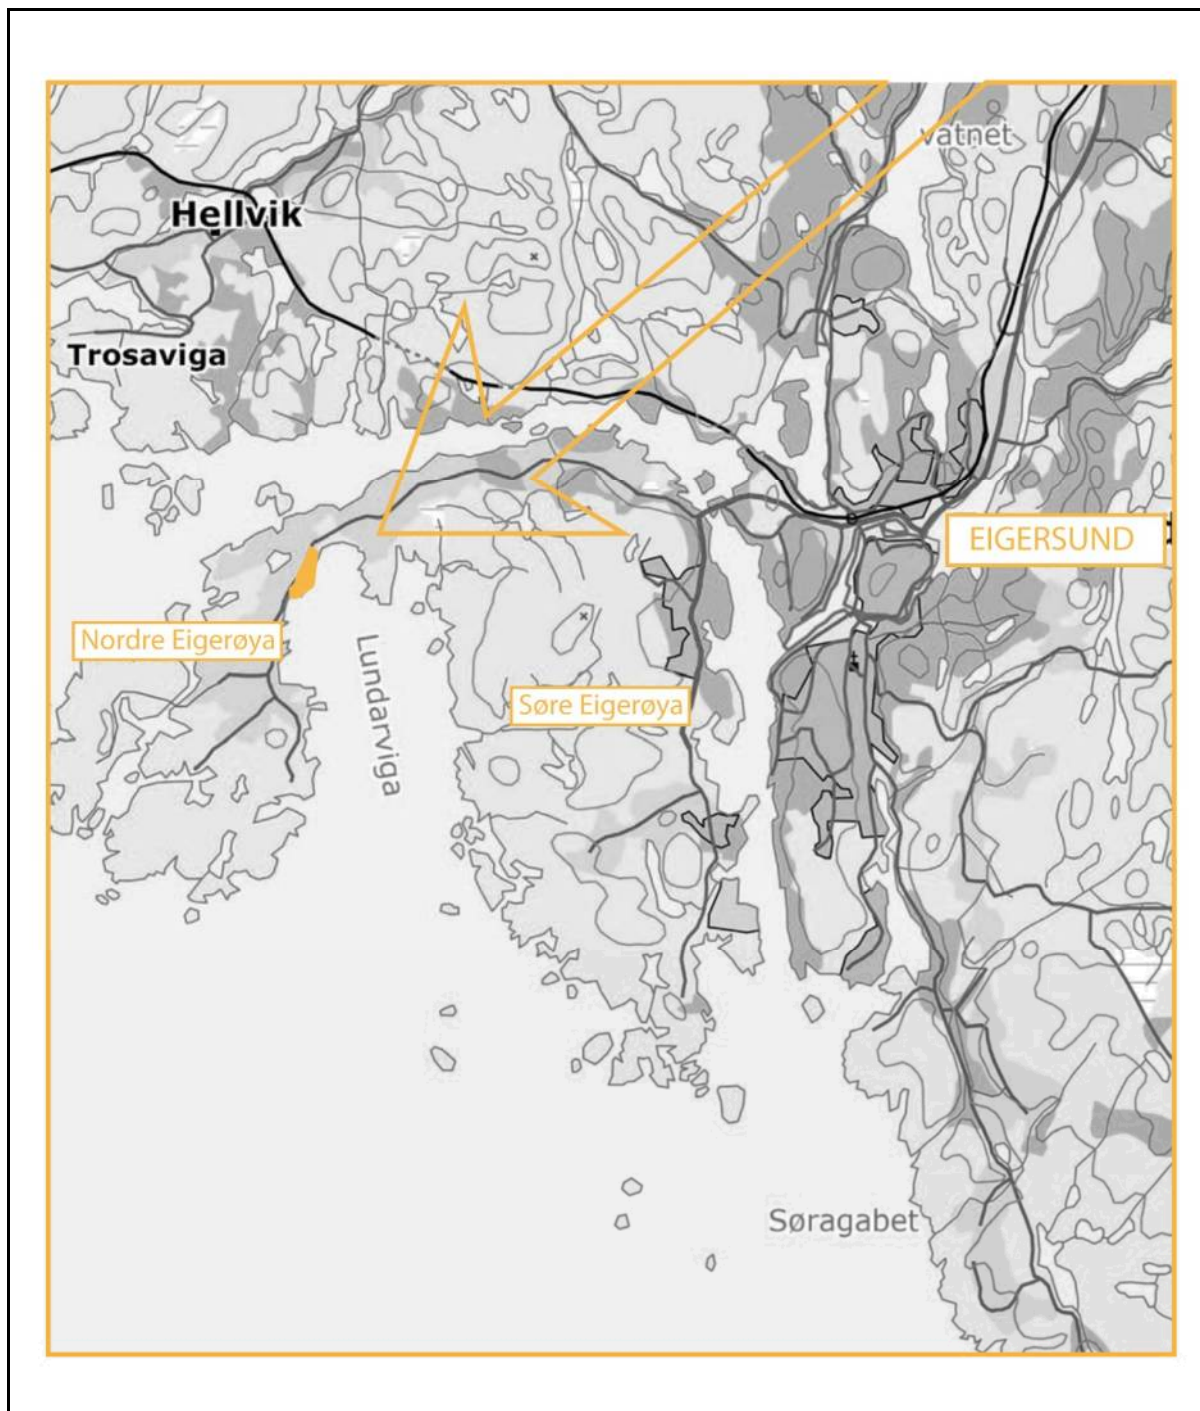 vatnet
Hellvik
Trosaviga
EIGERSUND
Nordre Eigerøya
Lundarviga
Søre Eigerøya
Søragabet